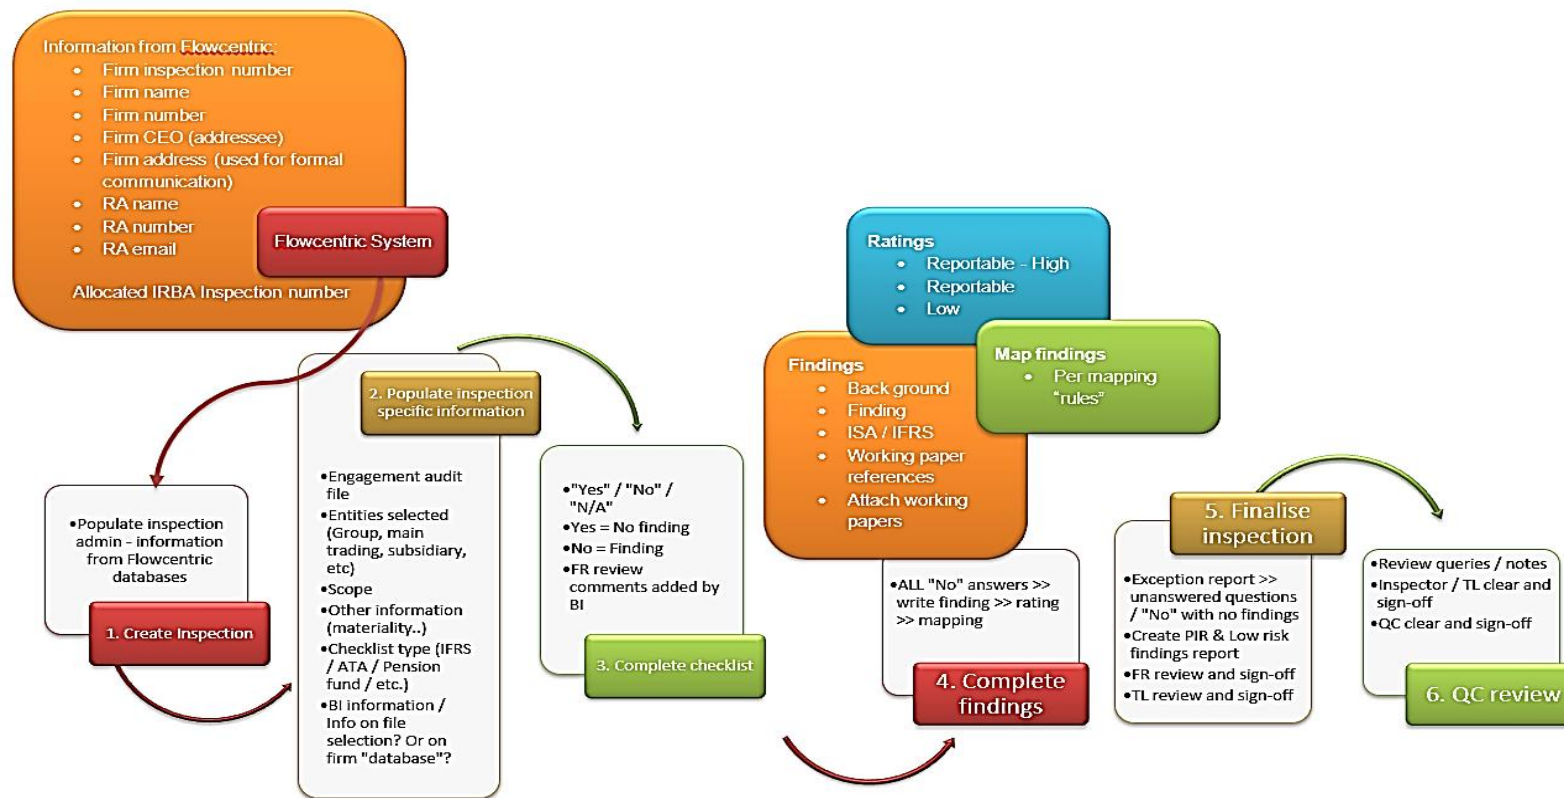 Information from Flowcentric:
• Firm inspection number
• Firm name
• Firm number
• Firm CEO (addressee)
• Firm address (used for formal
communication)
• RA name
• RA number
• RA email
Allocated IRBA Inspection number
Flowcentric System
•Populate inspection
admin - information
from Flowcentric
databases
1. Create Inspection
2. Populate inspection
specific information
•Engagement audit
file
•Entities selected
(Group, main
trading, subsidiary,
etc)
•Scope
•Other information
(materiality..)
•Checklist type (IFRS
/ ATA / Pension
fund / etc.)
•BI information /
Info on file
selection? Or on
firm "database"?
•"Yes" / "No" /
"N/A"
•Yes = No finding
•No = Finding
•FR review
comments added by
BI
3. Complete checklist
Ratings
• Reportable - High
• Reportable
• Low
Map findings
• Per mapping
"rules"
Findings
• Back ground
• Finding
• ISA / IFRS
• Working paper
references
• Attach working
papers
•ALL "No" answers >>
write finding >> rating
>> mapping
4. Complete
findings
5. Finalise
inspection
•Exception report >>
unanswered questions
/ "No" with no findings
•Create PIR & Low risk
findings report
•FR review and sign-off
•TL review and sign-off
•Review queries / notes
•Inspector / TL clear and
sign-off
•QC clear and sign-off
6. QC review